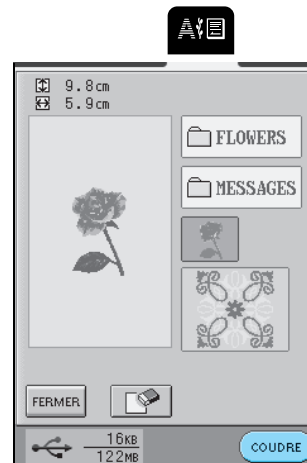 A
9.8cm
5.9cm
FLOWERS
MESSAGES
FERMER
16KB
122MB
COUDRE